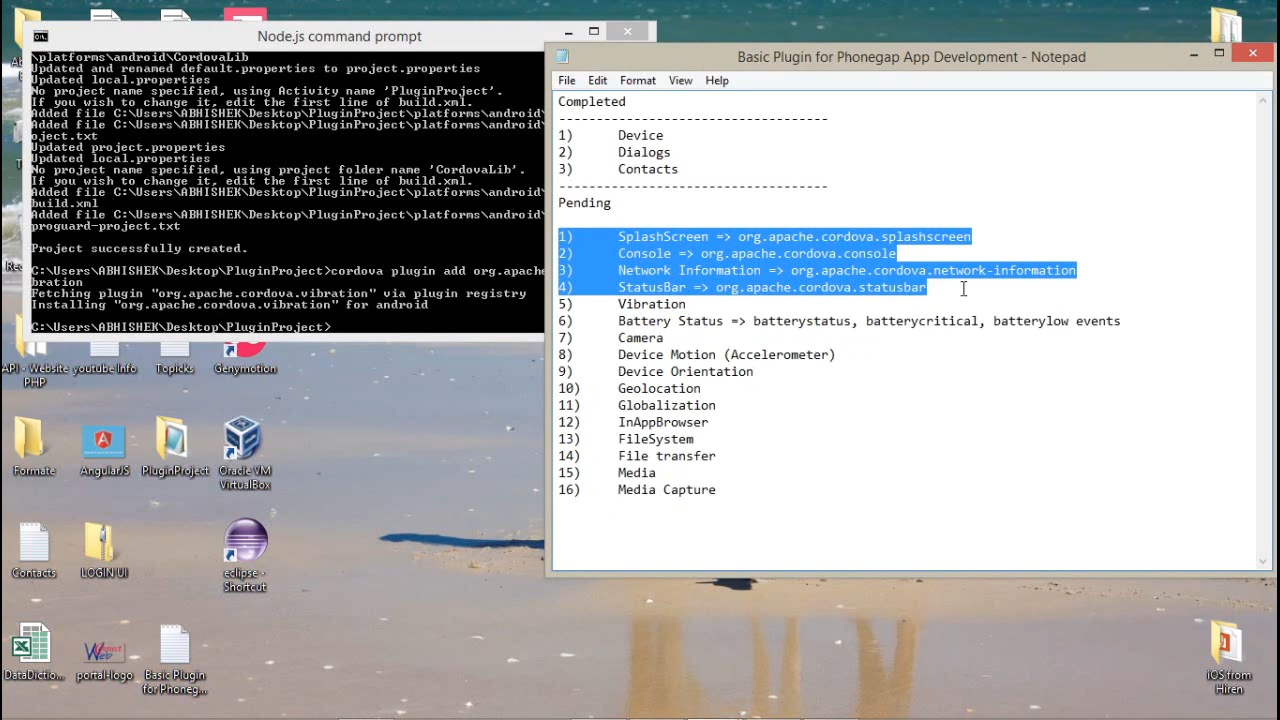 Node.js command prompt
\platforms\android\CordovaLib
Updated and renamed default.properties to project.properties
Updated local.properties
No project name specified, using Activity name 'PluginProject'.
If you wish to change it, edit the first line of build.xml.
Added file C:\Users\ABHISHEK\Desktop\PluginProject\platforms\android\
Added file C:\Users\ABHISHEK\Desktop\PluginProject\platforms\android\
oject.txt
Updated project.properties
Updated local.properties
No project name specified, using project folder name 'CordovaLib'.
If you wish to change it, edit the first line of build.xml.
Added file C:\Users\ABHISHEK\Desktop\PluginProject\platforms\android\
build.xml
Added file C:\Users\ABHISHEK\Desktop\PluginProject\platforms\android\
proguard-project.txt
Project successfully created.
C:\Users\ABHISHEK\Desktop\PluginProject>cordova plugin add org.apache
bration
Fetching plugin "org.apache.cordova.vibration" via plugin registry
Installing "org.apache.cordova.vibration" for android
C:\Users\ABHISHEK\Desktop\PluginProject>
Basic Plugin for Phonegap App Development - Notepad
File Edit Format View Help
Completed
------------------------------------
1) Device
2) Dialogs
3) Contacts
------------------------------------
Pending
1) SplashScreen => org.apache.cordova.splashscreen
2) Console => org.apache.cordova.console
3) Network Information => org.apache.cordova.network-information
4) StatusBar => org.apache.cordova.statusbar
5) Vibration
6) Battery Status => batterystatus, batterycritical, batterylow events
7) Camera
8) Device Motion (Accelerometer)
9) Device Orientation
10) Geolocation
11) Globalization
12) InAppBrowser
13) FileSystem
14) File transfer
15) Media
16) Media Capture
API - Website
PHP
youtube Info
Topicks
Genymotion
Formate
AngularJS
PluginProject
Oracle VM
VirtualBox
Contacts
LOGIN UI
eclipse -
Shortcut
DataDictio...
portal-logo
Basic Plugin
for Phoneg...
iOS from
Hiren